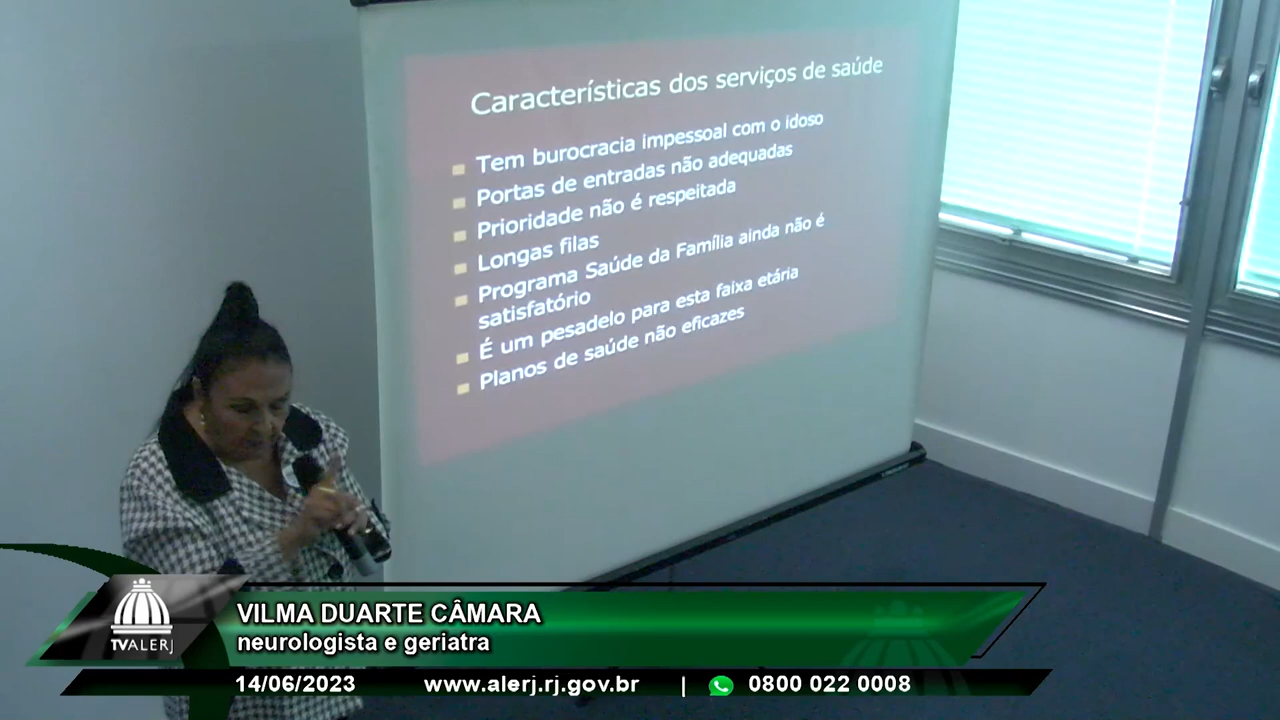 Características dos serviços de saúde
Tem burocracia impessoal com o idoso
Portas de entradas não adequadas
Prioridade não é respeitada
Longas filas
Programa Saúde da Família ainda não é
satisfatório
É um pesadelo para esta faixa etária
Planos de saúde não eficazes
VILMA DUARTE CÂMARA
neurologista e geriatra
TVALERJ
14/06/2023 www.alerj.rj.gov.br | 0800 022 0008